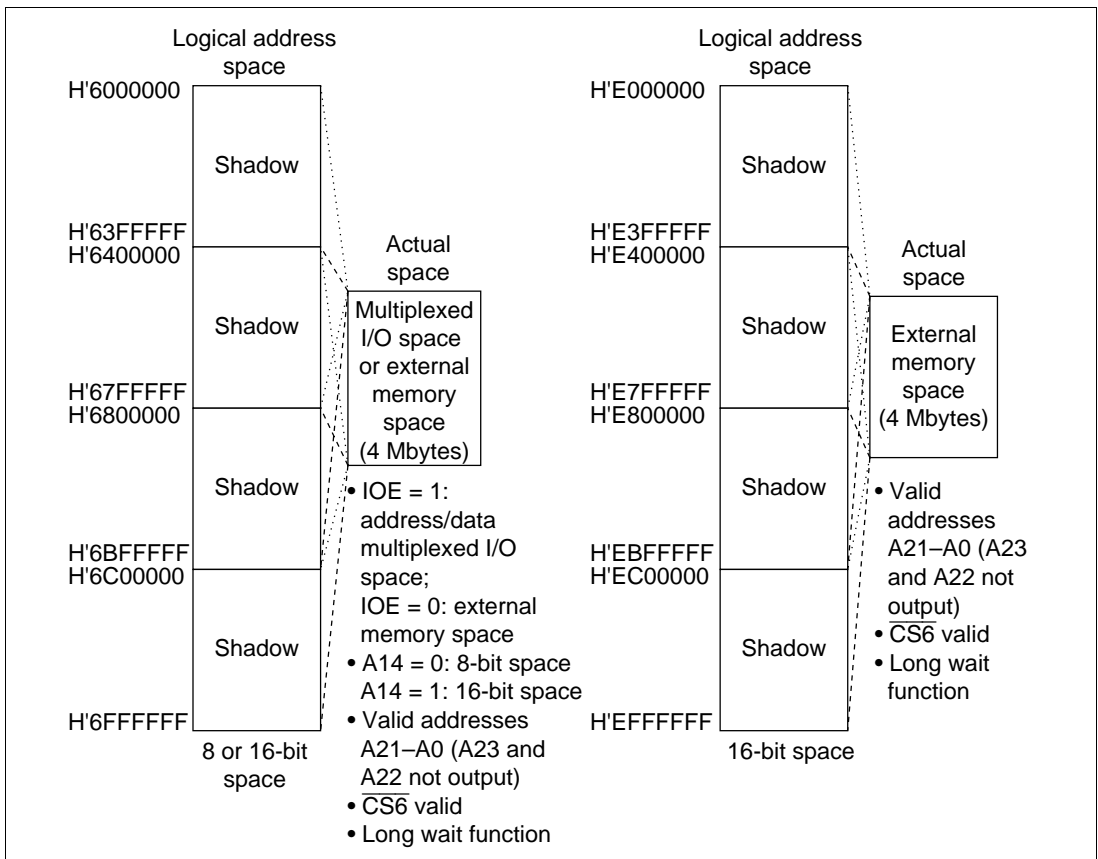 Logical address
space
H'6000000
Shadow
H'63FFFFF
H'6400000
Shadow
H'67FFFFF
H'6800000
Shadow
H'6BFFFFF
H'6C00000
Shadow
H'6FFFFFF
8 or 16-bit
space
Actual
space
Multiplexed
I/O space
or external
memory
space
(4 Mbytes)
• IOE = 1:
address/data
multiplexed I/O
space;
IOE = 0: external
memory space
• A14 = 0: 8-bit space
A14 = 1: 16-bit space
• Valid addresses
A21–A0 (A23 and
A22 not output)
• C̅S̅6̅ valid
• Long wait function
Logical address
space
H'E000000
Shadow
H'E3FFFFF
H'E400000
Shadow
H'E7FFFFF
H'E800000
Shadow
H'EBFFFFF
H'EC00000
Shadow
H'EFFFFFF
16-bit space
Actual
space
External
memory
space
(4 Mbytes)
• Valid
addresses
A21–A0 (A23
and A22 not
output)
• C̅S̅6̅ valid
• Long wait
function